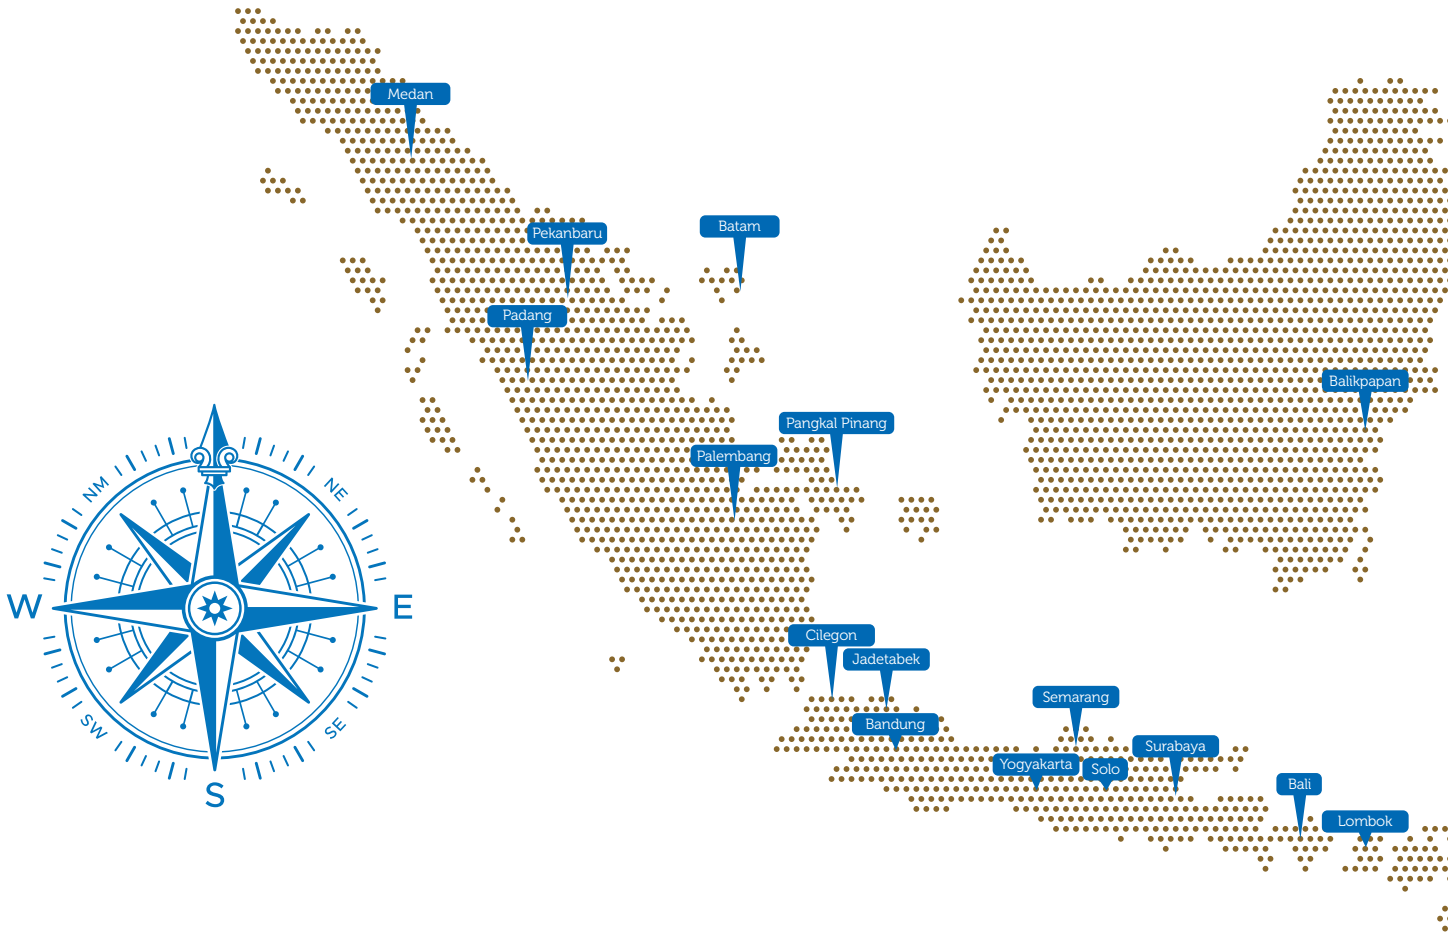 Medan
Pekanbaru
Batam
Padang
Balikpapan
Pangkal Pinang
Palembang
NM
NE
W
E
SW
SE
S
Cilegon
Jadetabek
Semarang
Bandung
Surabaya
Yogyakarta
Solo
Bali
Lombok